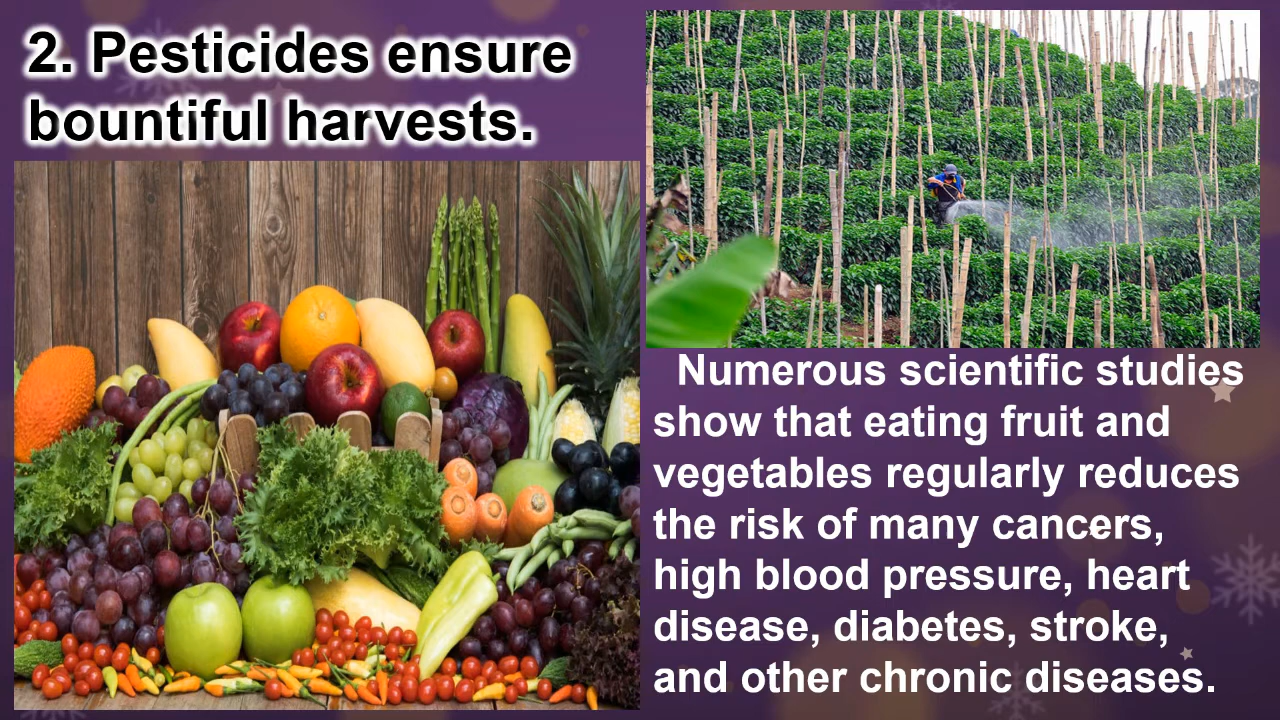 2. Pesticides ensure
bountiful harvests.
Numerous scientific studies
show that eating fruit and
vegetables regularly reduces
the risk of many cancers,
high blood pressure, heart
disease, diabetes, stroke,
and other chronic diseases.